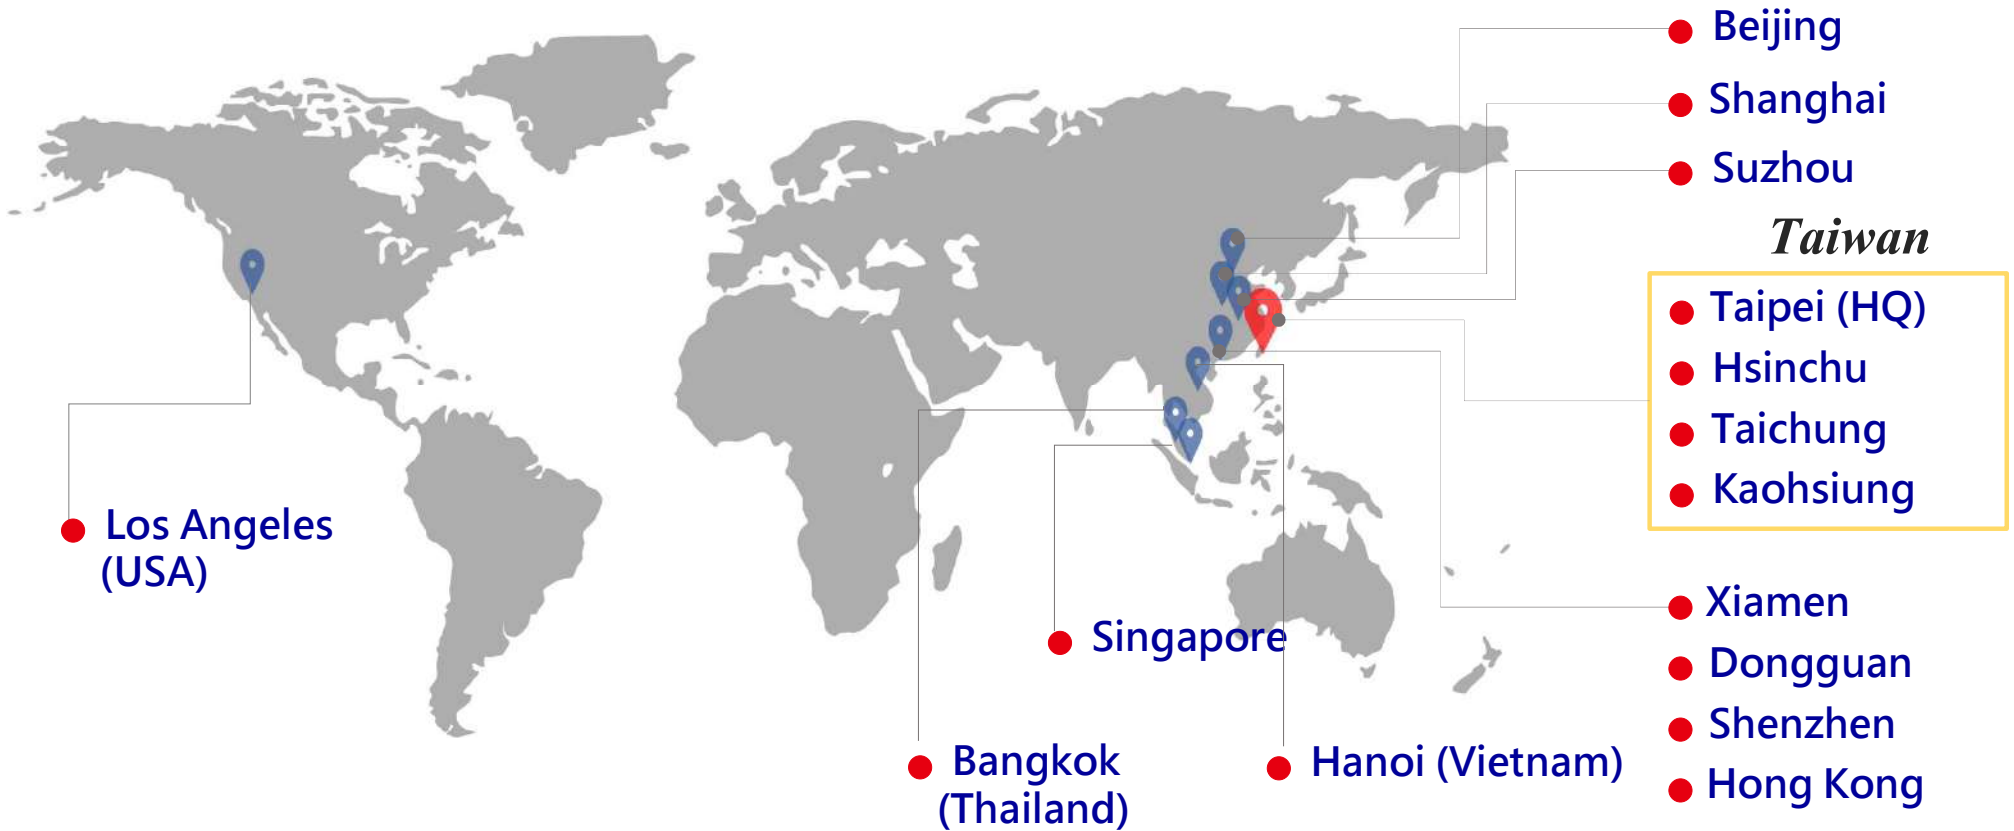 Beijing
Shanghai
Suzhou
Taiwan
Taipei (HQ)
Hsinchu
Taichung
Kaohsiung
Los Angeles
(USA)
Singapore
Bangkok
(Thailand)
Hanoi (Vietnam)
Xiamen
Dongguan
Shenzhen
Hong Kong